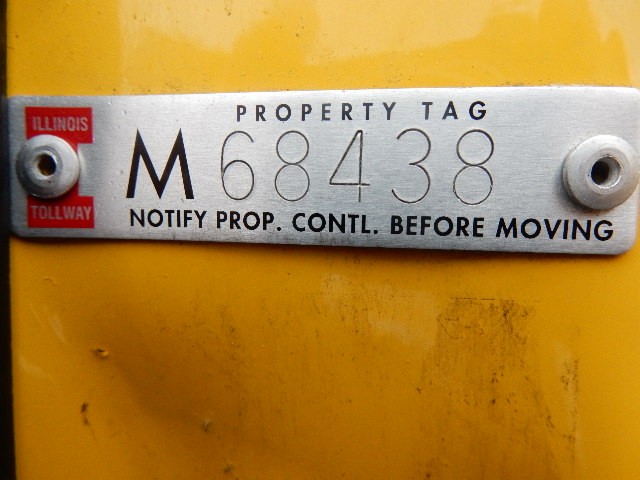 ILLINOIS
TOLLWAY
PROPERTY TAG
M 68438
NOTIFY PROP. CONTL. BEFORE MOVING